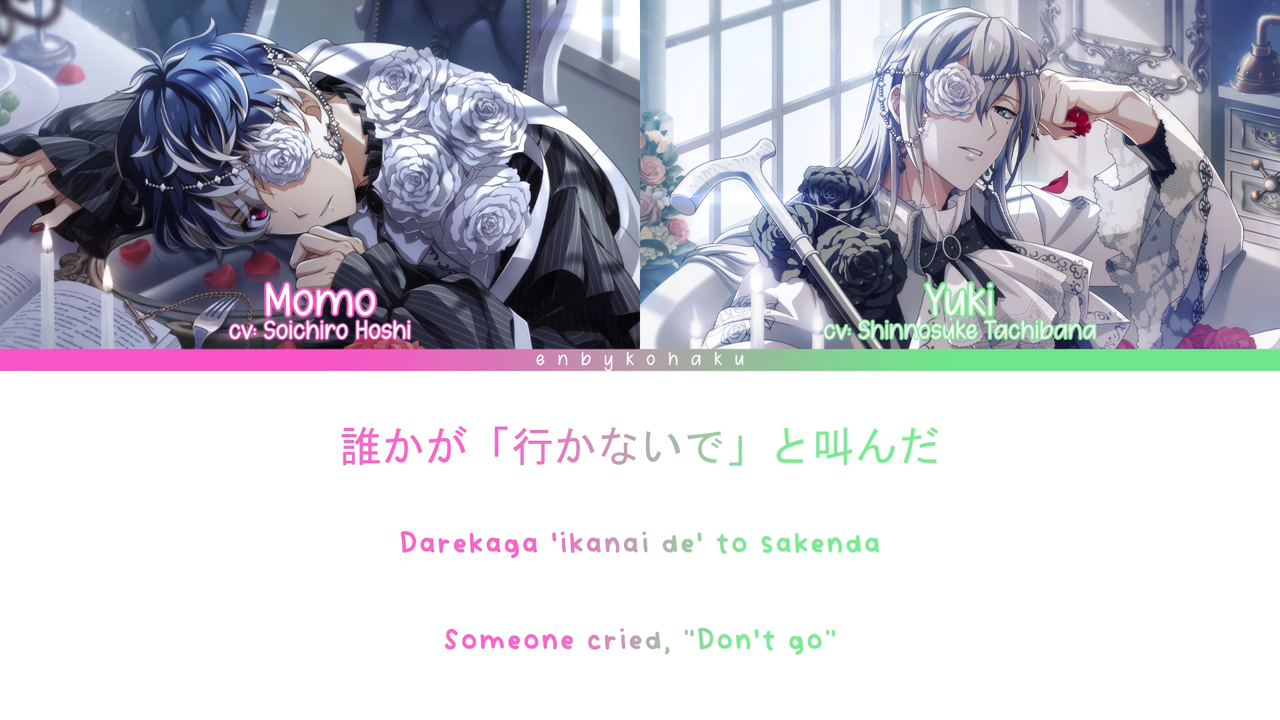 Momo
cv: Soichiro Hoshi
Yuki
cv: Shinnosuke Tachibana
enbykohaku
誰かが「行かないで」と叫んだ
Darekaga 'ikanai de' to sakenda
Someone cried, "Don't go"